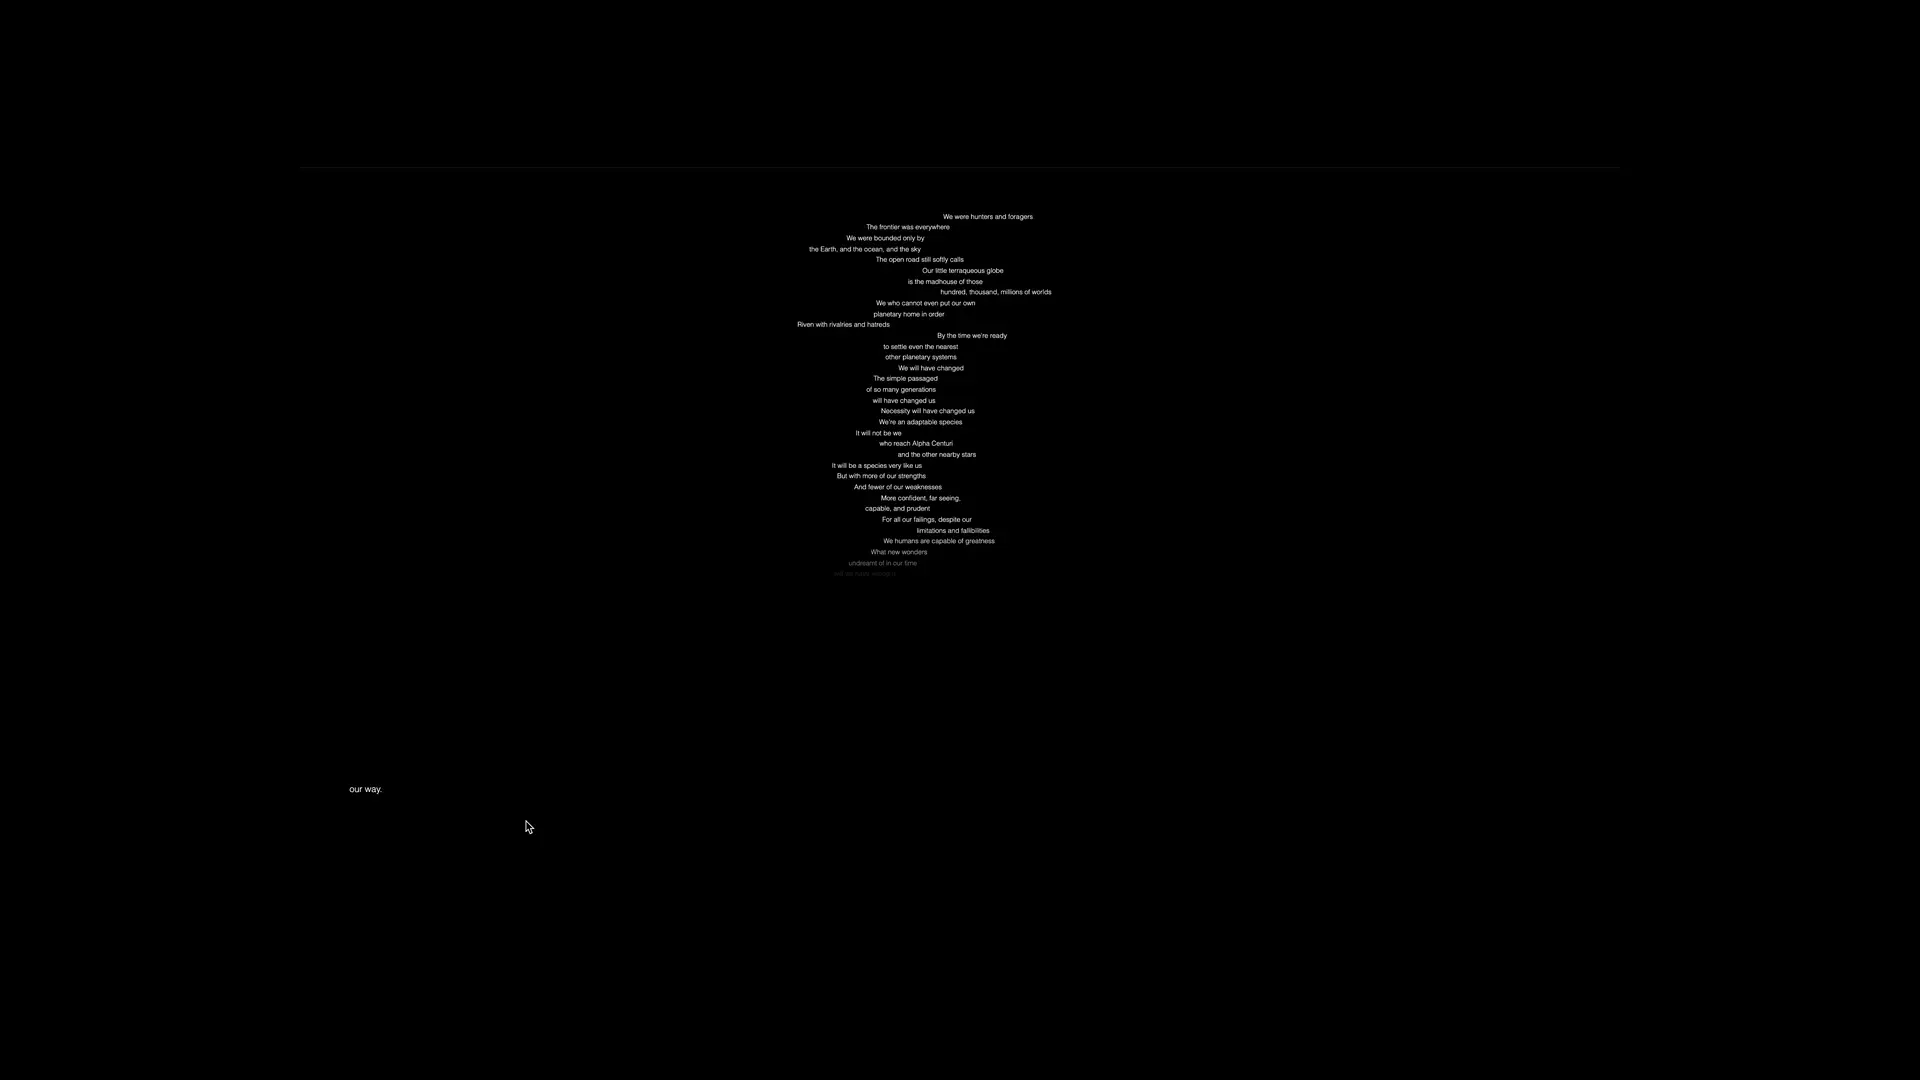 We were hunters and foragers
The frontier was everywhere
We were bounded only by
the Earth, and the ocean, and the sky
The open road still softly calls
Our little terraqueous globe
is the madhouse of those
hundred, thousand, millions of worlds
We who cannot even put our own
planetary home in order
Riven with rivalries and hatreds
By the time we're ready
to settle even the nearest
other planetary systems
We will have changed
The simple passaged
of so many generations
will have changed us
Necessity will have changed us
We're an adaptable species
It will not be we
who reach Alpha Centuri
and the other nearby stars
It will be a species very like us
But with more of our strengths
And fewer of our weaknesses
More confident, far seeing,
capable, and prudent
For all our failings, despite our
limitations and fallibilities
We humans are capable of greatness
What new wonders
undreamt of in our time
our way.